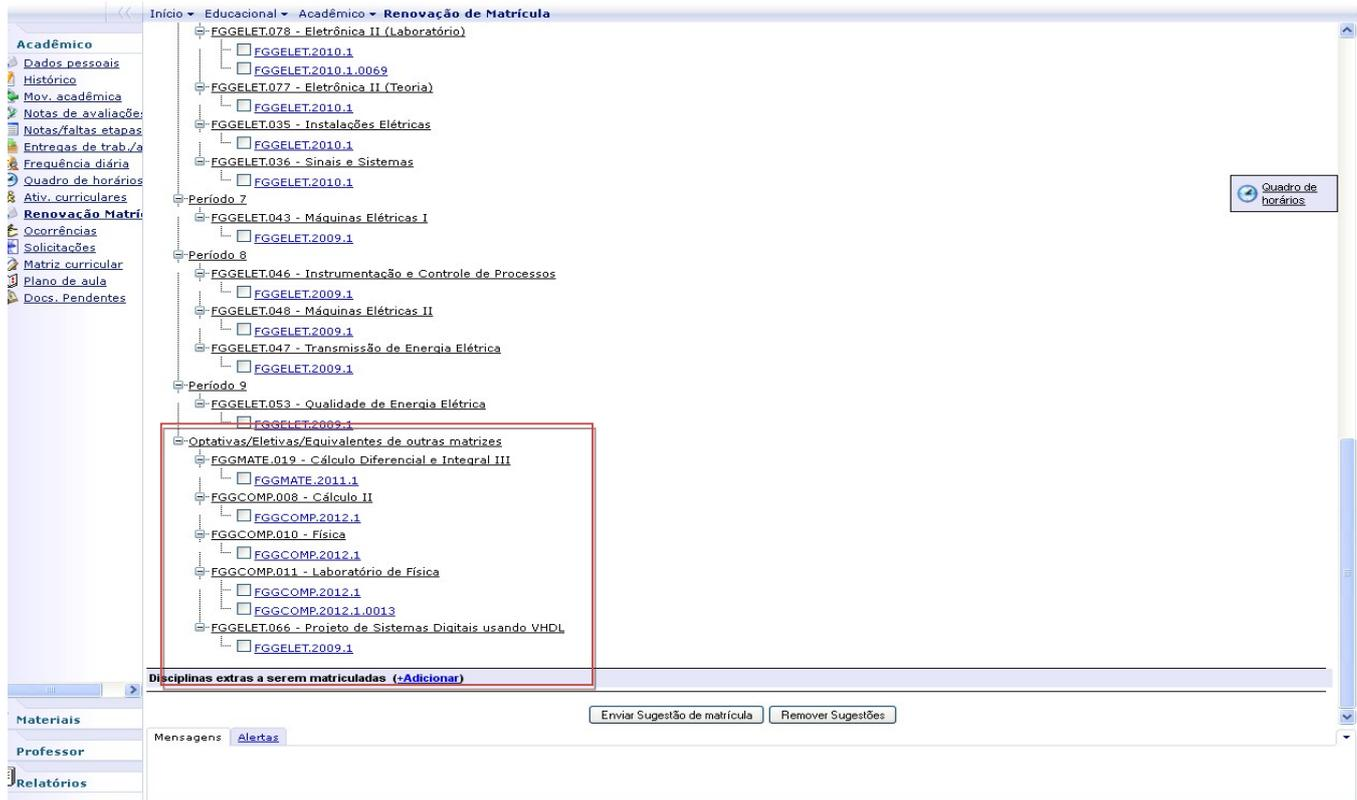 Início Educacional Acadêmico Renovação de Matrícula
Acadêmico
Dados pessoais
Histórico
Mov. acadêmica
Notas de avaliações
Notas/faltas etapas
Entregas de trab./a
Frequência diária
Quadro de horários
Ativ. curriculares
Renovação Matrí
Ocorrências
Solicitações
Matriz curricular
Plano de aula
Docs. Pendentes
Materiais
Professor
Relatórios
FGGELET.078 - Eletrônica II (Laboratório)
FGGELET.2010.1
FGGELET.2010.1.0069
FGGELET.077 - Eletrônica II (Teoria)
FGGELET.2010.1
FGGELET.035 - Instalações Elétricas
FGGELET.2010.1
FGGELET.036 - Sinais e Sistemas
FGGELET.2010.1
Período 7
FGGELET.043 - Máquinas Elétricas I
FGGELET.2009.1
Período 8
FGGELET.046 - Instrumentação e Controle de Processos
FGGELET.2009.1
FGGELET.048 - Máquinas Elétricas II
FGGELET.2009.1
FGGELET.047 - Transmissão de Energia Elétrica
FGGELET.2009.1
Período 9
FGGELET.053 - Qualidade de Energia Elétrica
FGGELET.2009.1
Optativas/Eletivas/Equivalentes de outras matrizes
FGGMATE.019 - Cálculo Diferencial e Integral III
FGGMATE.2011.1
FGGCOMP.008 - Cálculo II
FGGCOMP.2012.1
FGGCOMP.010 - Física
FGGCOMP.2012.1
FGGCOMP.011 - Laboratório de Física
FGGCOMP.2012.1
FGGCOMP.2012.1.0013
FGGELET.066 - Projeto de Sistemas Digitais usando VHDL
FGGELET.2009.1
Disciplinas extras a serem matriculadas (+Adicionar)
Enviar Sugestão de matrícula Remover Sugestões
Mensagens Alertas
Quadro de
horários